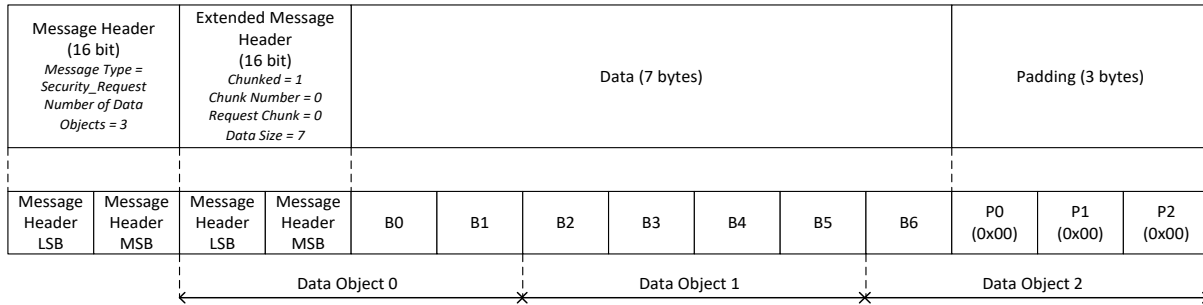 Message Header
(16 bit)
Message Type =
Security_Request
Number of Data
Objects = 3
Extended Message
Header
(16 bit)
Chunked = 1
Chunk Number = 0
Request Chunk = 0
Data Size = 7
Data (7 bytes)
Padding (3 bytes)
Message
Header
LSB
Message
Header
MSB
Message
Header
LSB
Message
Header
MSB
B0
B1
B2
B3
B4
B5
B6
P0
(0x00)
P1
(0x00)
P2
(0x00)
Data Object 0
Data Object 1
Data Object 2